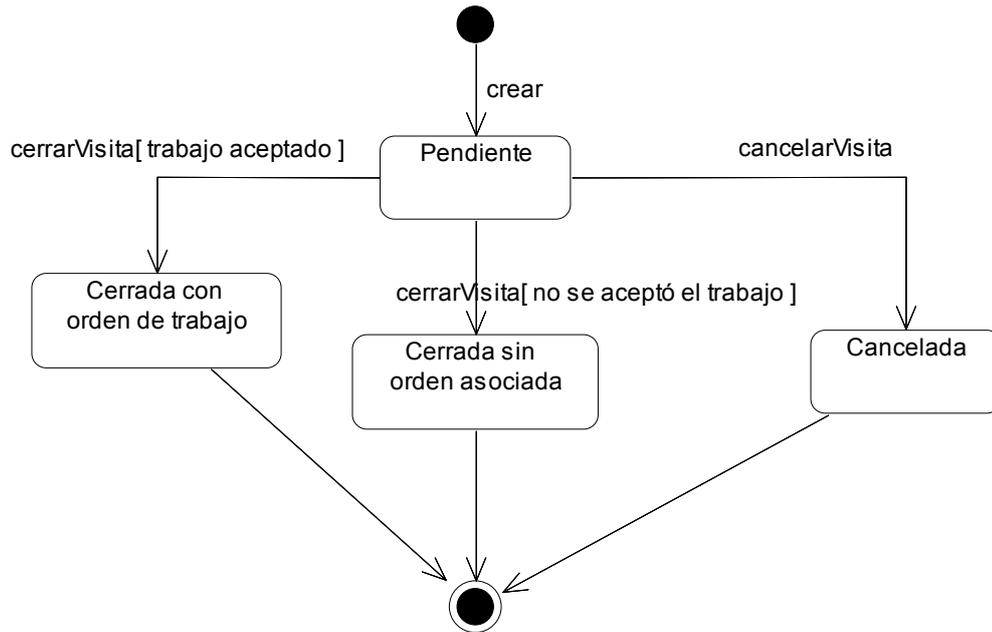 crear
cerrarVisita[ trabajo aceptado ]
Pendiente
cancelarVisita
Cerrada con
orden de trabajo
cerrarVisita[ no se aceptó el trabajo ]
Cerrada sin
orden asociada
Cancelada